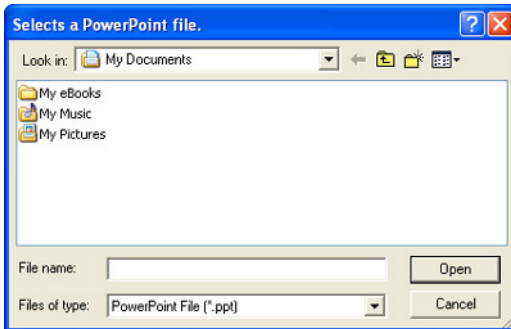 Selects a PowerPoint file.
Look in: My Documents
My eBooks
My Music
My Pictures
File name:
Open
Files of type: PowerPoint File (*.ppt)
Cancel